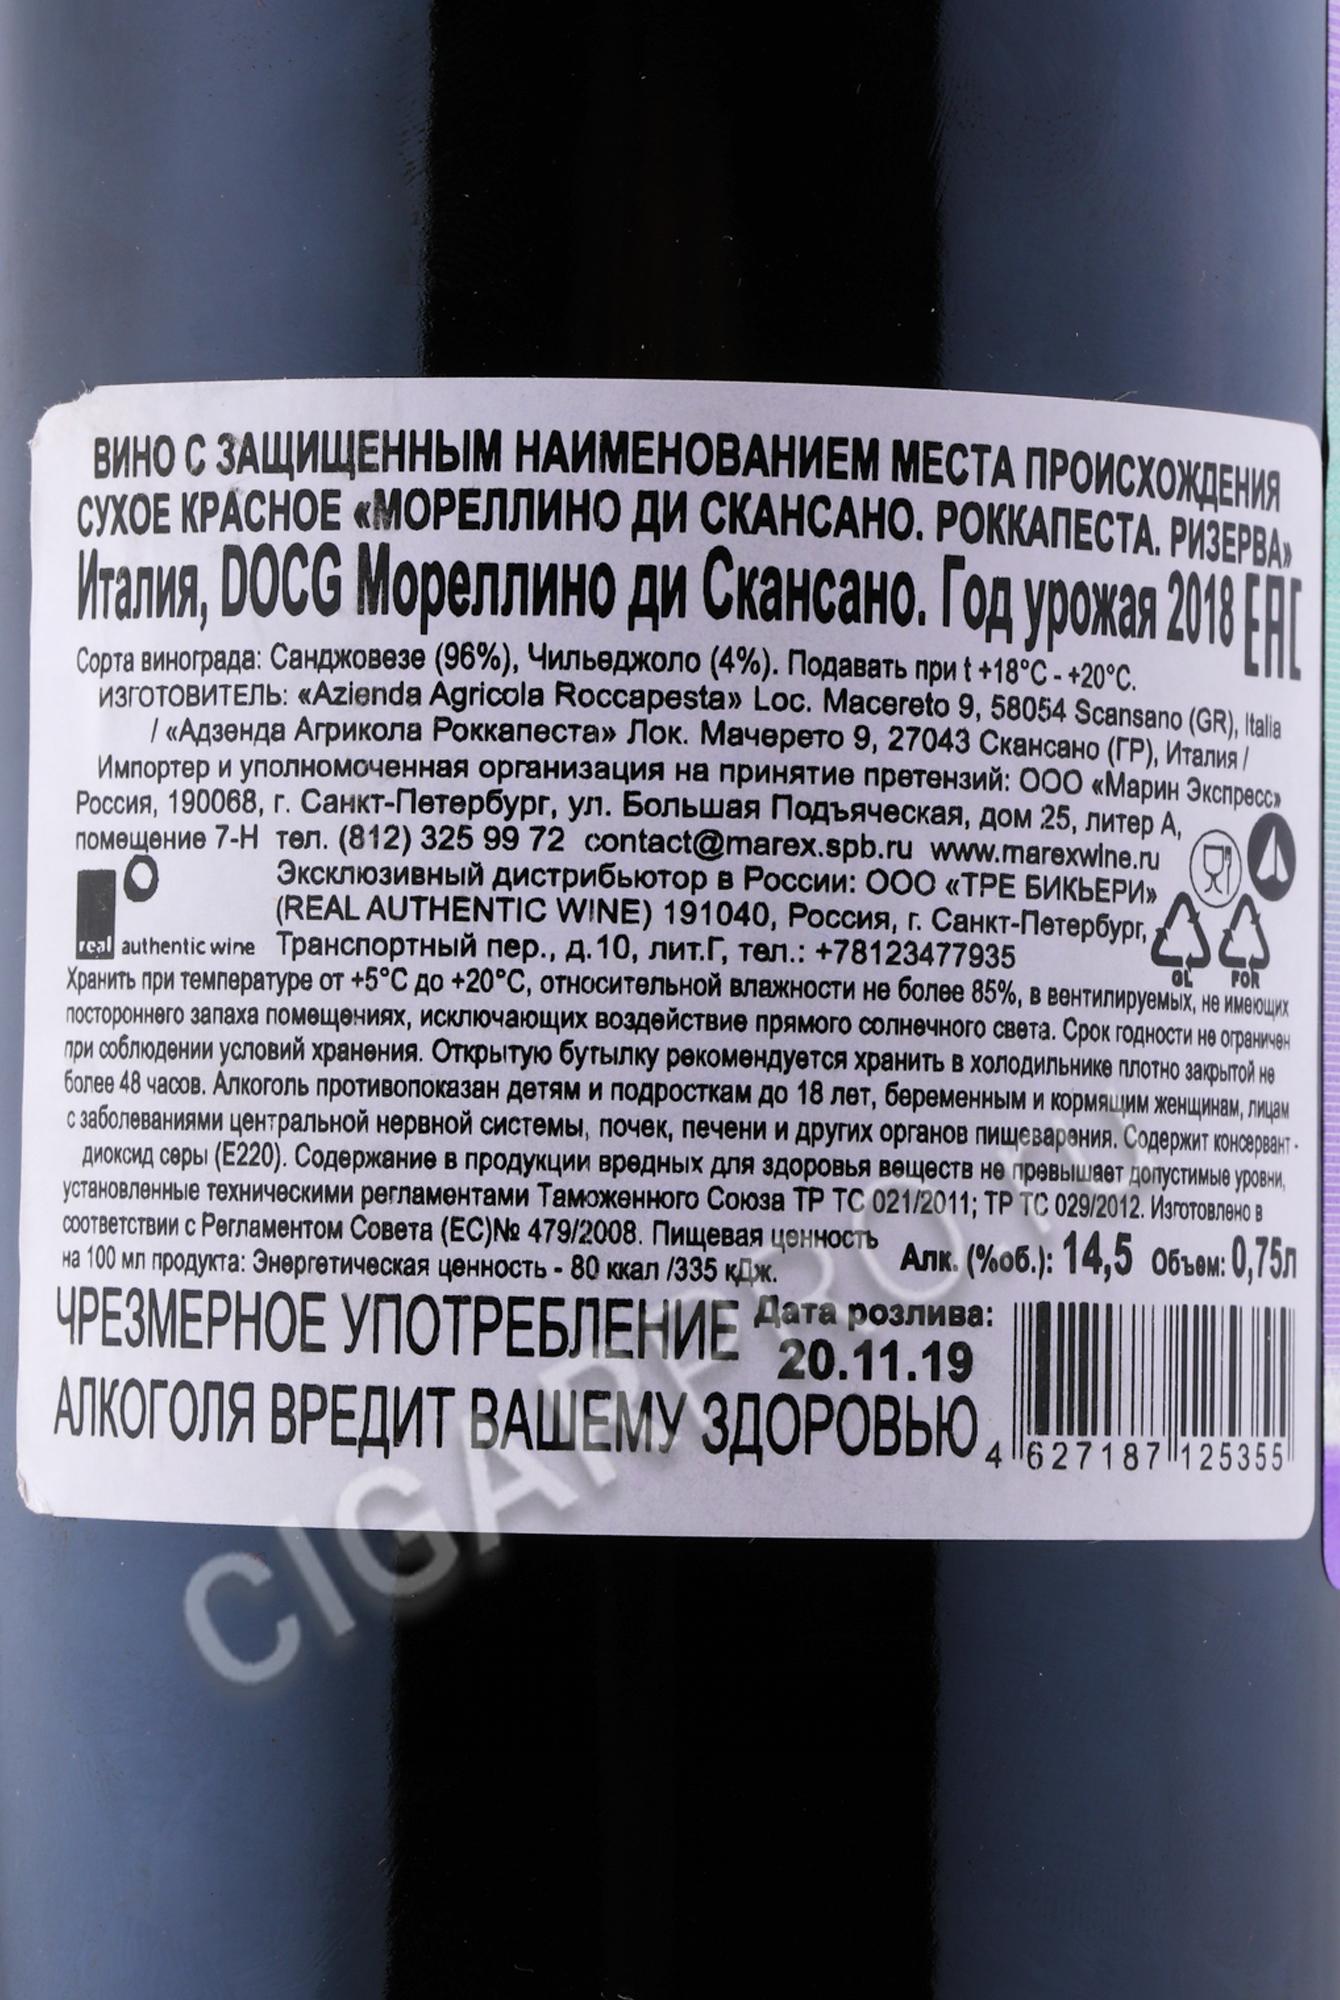 ВИНО С ЗАЩИЩЕННЫМ НАИМЕНОВАНИЕМ МЕСТА ПРОИСХОЖДЕНИЯ
СУХОЕ КРАСНОЕ «МОРЕЛЛИНО ДИ СКАНСАНО. РОККАПЕСТА. РИЗЕРВА»
Италия, DOCG Мореллино ди Скансано. Год урожая 2018 ЕАС
Сорта винограда: Санджовезе (96%), Чильеджоло (4%). Подавать при t +18°C - +20°C.
ИЗГОТОВИТЕЛЬ: «Azienda Agricola Roccapesta» Loc. Macereto 9, 58054 Scansano (GR), Italia
/ «Адзенда Агрикола Роккапеста» Лок. Мачерето 9, 27043 Скансано (ГР), Италия /
Импортер и уполномоченная организация на принятие претензий: ООО «Марин Экспресс»
Россия, 190068, г. Санкт-Петербург, ул. Большая Подъяческая, дом 25, литер А,
помещение 7-Н тел. (812) 325 99 72 contact@marex.spb.ru www.marexwine.ru
Эксклюзивный дистрибьютор в России: ООО «ТРЕ БИКЬЕРИ»
(REAL AUTHENTIC WINE) 191040, Россия, г. Санкт-Петербург,
real authentic wine Транспортный пер., д.10, лит.Г, тел.: +78123477935
GL FOR
Хранить при температуре от +5°C до +20°C, относительной влажности не более 85%, в вентилируемых, не имеющих
постороннего запаха помещениях, исключающих воздействие прямого солнечного света. Срок годности не ограничен
при соблюдении условий хранения. Открытую бутылку рекомендуется хранить в холодильнике плотно закрытой не
более 48 часов. Алкоголь противопоказан детям и подросткам до 18 лет, беременным и кормящим женщинам, лицам
с заболеваниями центральной нервной системы, почек, печени и других органов пищеварения. Содержит консервант -
диоксид серы (Е220). Содержание в продукции вредных для здоровья веществ не превышает допустимые уровни,
установленные техническими регламентами Таможенного Союза ТР ТС 021/2011; ТР ТС 029/2012. Изготовлено в
соответствии с Регламентом Совета (ЕС)№ 479/2008. Пищевая ценность
на 100 мл продукта: Энергетическая ценность - 80 ккал /335 кДж.
Алк. (%об.): 14,5 Объем: 0,75л
ЧРЕЗМЕРНОЕ УПОТРЕБЛЕНИЕ
АЛКОГОЛЯ ВРЕДИТ ВАШЕМУ ЗДОРОВЬЮ
Дата розлива:
20.11.19
4 627187 125355
CIGARPRO.ru